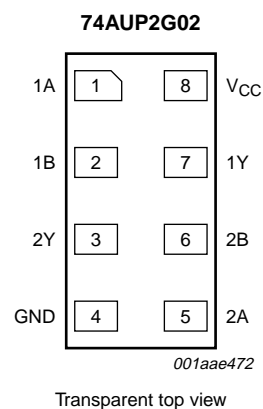 74AUP2G02
1A 1 8 VCC
1B 2 7 1Y
2Y 3 6 2B
GND 4 5 2A
001aae472
Transparent top view